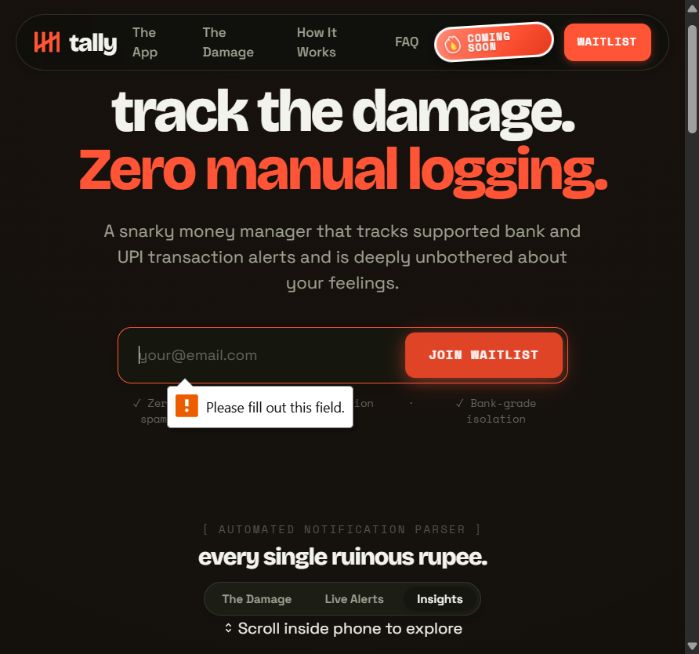 tally
The App
The Damage
How It Works
FAQ
COMING SOON
WAITLIST
track the damage.
Zero manual logging.
A snarky money manager that tracks supported bank and
UPI transaction alerts and is deeply unbothered about
your feelings.
your@email.com
JOIN WAITLIST
Please fill out this field.
✓ Bank-grade
isolation
[ AUTOMATED NOTIFICATION PARSER ]
every single ruinous rupee.
The Damage
Live Alerts
Insights
Scroll inside phone to explore